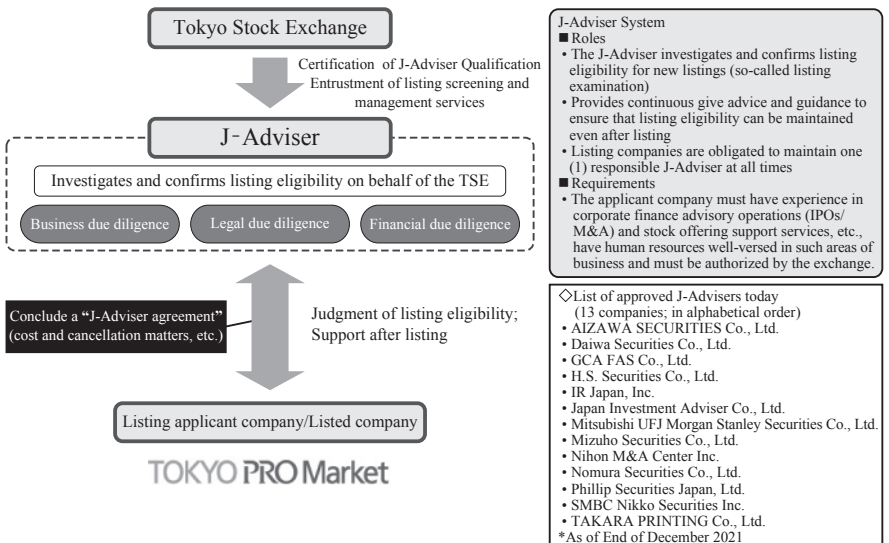 Tokyo Stock Exchange
Certification of J-Adviser Qualification
Entrustment of listing screening and
management services
J-Adviser
Investigates and confirms listing eligibility on behalf of the TSE
Business due diligence
Legal due diligence
Financial due diligence
Conclude a “J-Adviser agreement”
(cost and cancellation matters, etc.)
Judgment of listing eligibility;
Support after listing
Listing applicant company/Listed company
TOKYO PRO Market
J-Adviser System
■ Roles
• The J-Adviser investigates and confirms listing
eligibility for new listings (so-called listing
examination)
• Provides continuous give advice and guidance to
ensure that listing eligibility can be maintained
even after listing
• Listing companies are obligated to maintain one
(1) responsible J-Adviser at all times
■ Requirements
• The applicant company must have experience in
corporate finance advisory operations (IPOs/
M&A) and stock offering support services, etc.,
have human resources well-versed in such areas of
business and must be authorized by the exchange.
◇List of approved J-Advisers today
(13 companies; in alphabetical order)
• AIZAWA SECURITIES Co., Ltd.
• Daiwa Securities Co., Ltd.
• GCA FAS Co., Ltd.
• H.S. Securities Co., Ltd.
• IR Japan, Inc.
• Japan Investment Adviser Co., Ltd.
• Mitsubishi UFJ Morgan Stanley Securities Co., Ltd.
• Mizuho Securities Co., Ltd.
• Nihon M&A Center Inc.
• Nomura Securities Co., Ltd.
• Phillip Securities Japan, Ltd.
• SMBC Nikko Securities Inc.
• TAKARA PRINTING Co., Ltd.
*As of End of December 2021